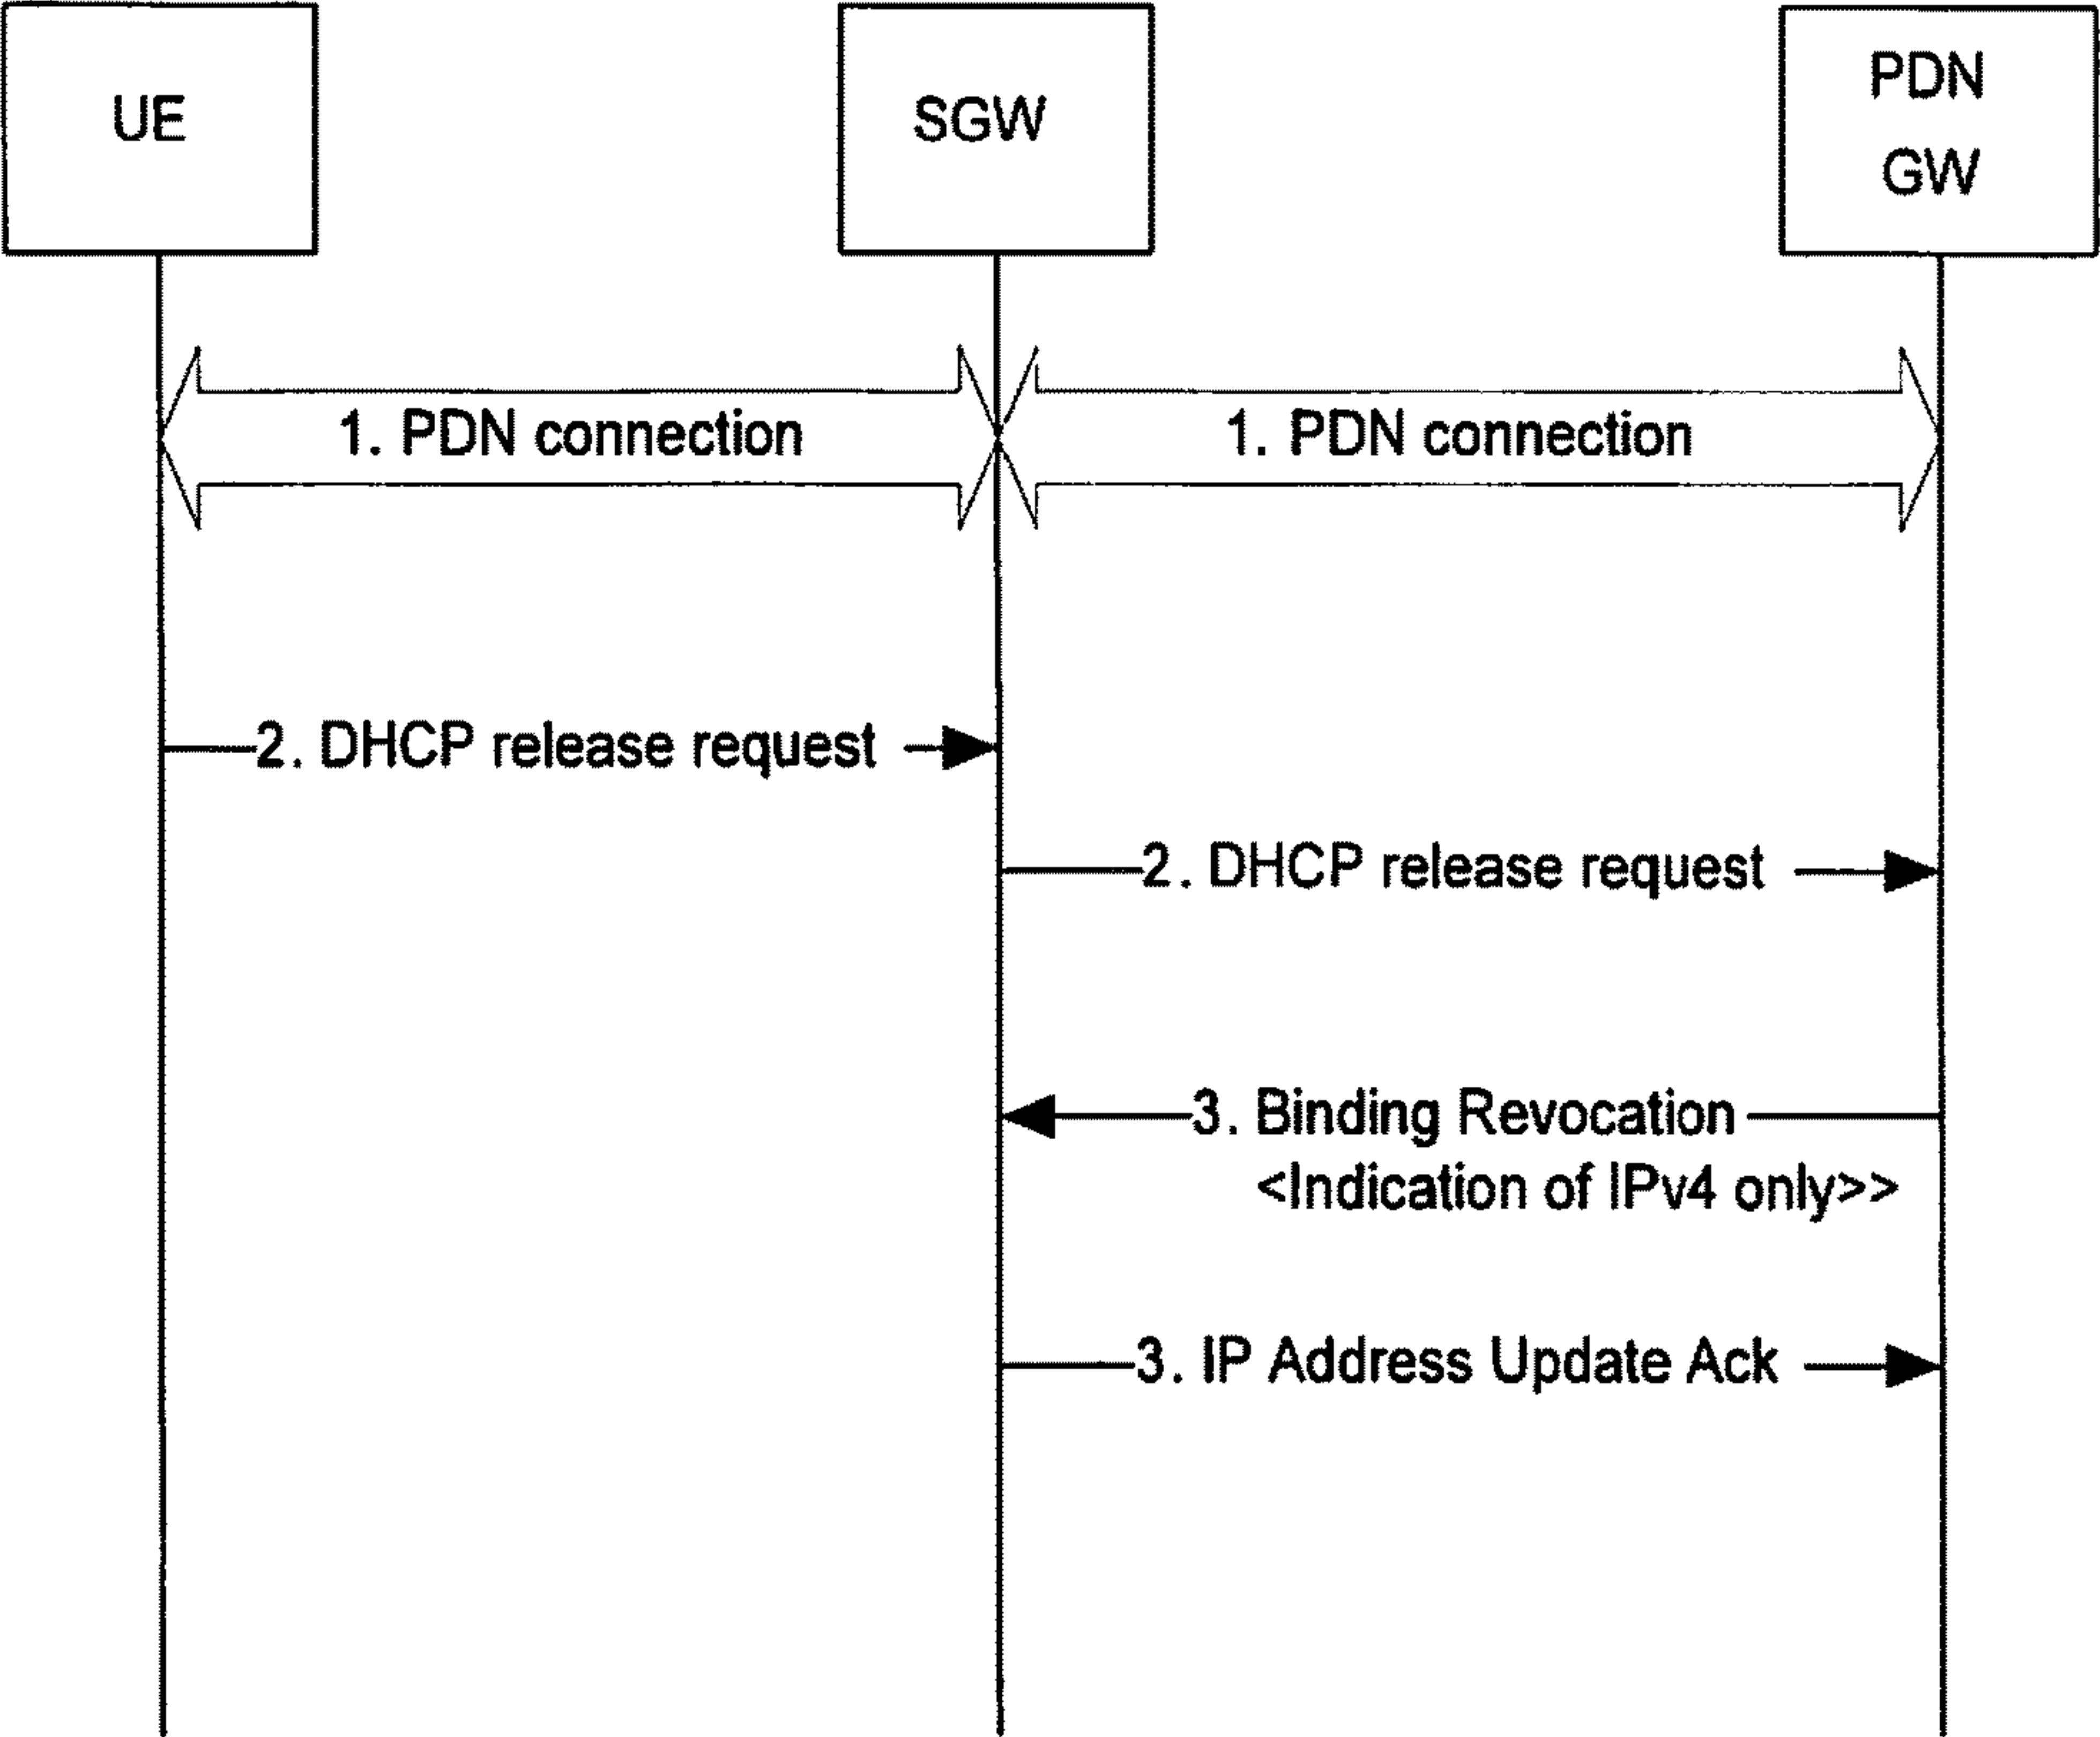 UE
SGW
PDN
GW
1. PDN connection
1. PDN connection
2. DHCP release request
2. DHCP release request
3. Binding Revocation
<Indication of IPv4 only>>
3. IP Address Update Ack